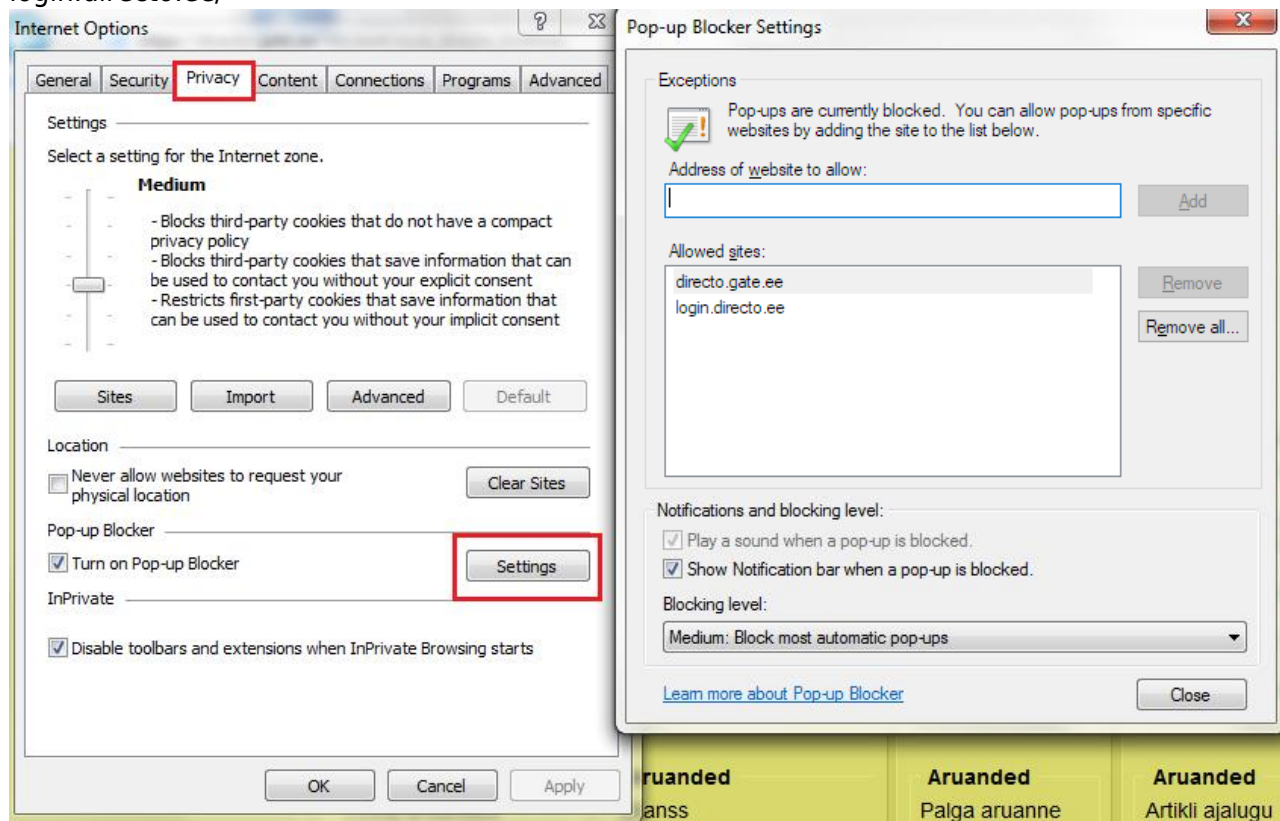 Internet Options
General Security Privacy Content Connections Programs Advanced
Settings
Select a setting for the Internet zone.
Medium
- Blocks third-party cookies that do not have a compact
privacy policy
- Blocks third-party cookies that save information that can
be used to contact you without your explicit consent
- Restricts first-party cookies that save information that
can be used to contact you without your implicit consent
Sites Import Advanced Default
Location
Never allow websites to request your
physical location
Clear Sites
Pop-up Blocker
Turn on Pop-up Blocker
Settings
InPrivate
Disable toolbars and extensions when InPrivate Browsing starts
OK Cancel Apply
Pop-up Blocker Settings
Exceptions
Pop-ups are currently blocked. You can allow pop-ups from specific
websites by adding the site to the list below.
Address of website to allow:
Add
Allowed sites:
directo.gate.ee
login.directo.ee
Remove
Remove all...
Notifications and blocking level:
Play a sound when a pop-up is blocked.
Show Notification bar when a pop-up is blocked.
Blocking level:
Medium: Block most automatic pop-ups
Learn more about Pop-up Blocker
Close
ruanded Aruanded Aruanded
anss Palga aruanne Artikli ajalugu